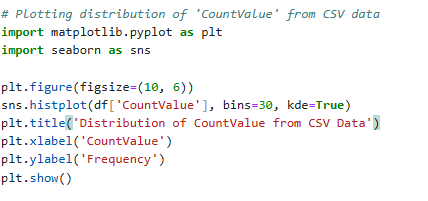 # Plotting distribution of 'CountValue' from CSV data
import matplotlib.pyplot as plt
import seaborn as sns
plt.figure(figsize=(10, 6))
sns.histplot(df['CountValue'], bins=30, kde=True)
plt.title('Distribution of CountValue from CSV Data')
plt.xlabel('CountValue')
plt.ylabel('Frequency')
plt.show()